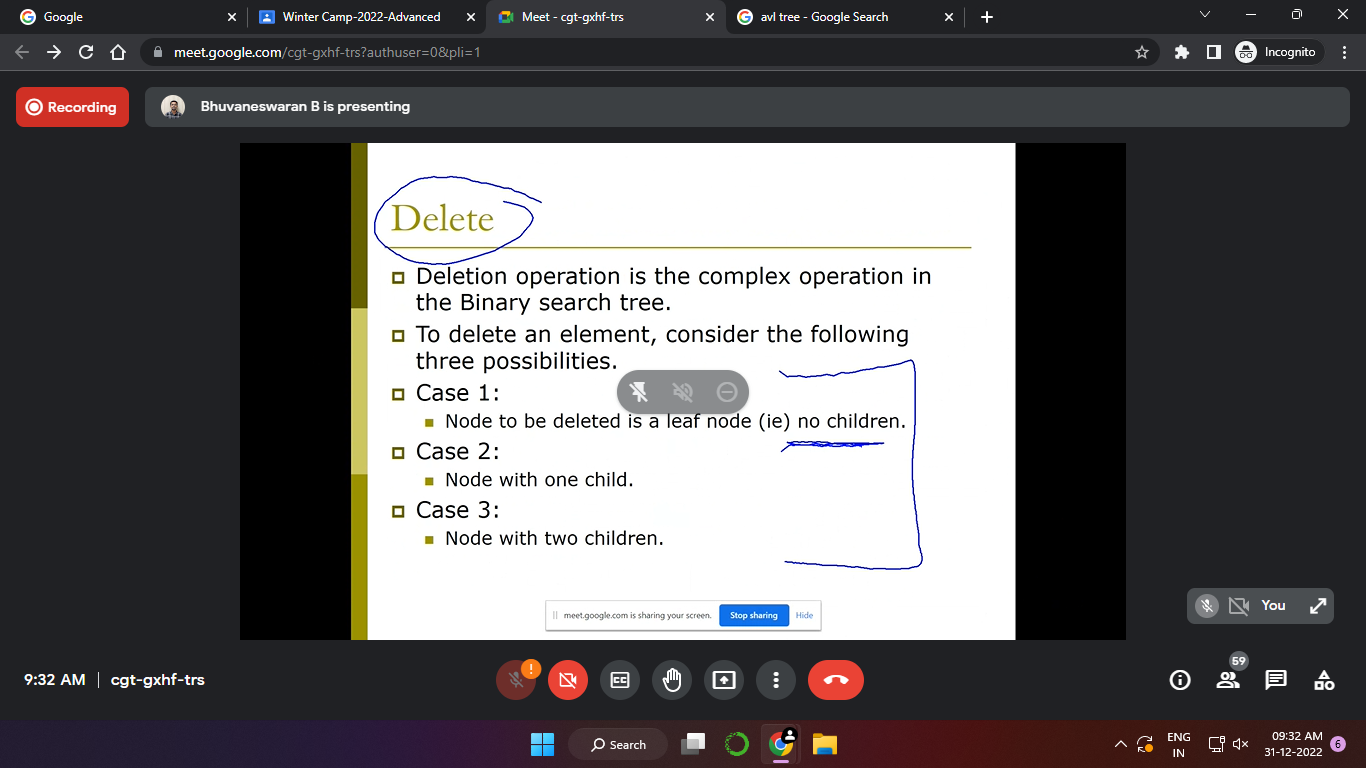 Google
Winter Camp-2022-Advanced
Meet - cgt-gxhf-trs
avl tree - Google Search
meet.google.com/cgt-gxhf-trs?authuser=0&pli=1
Incognito
Recording
Bhuvaneswaran B is presenting
Delete
Deletion operation is the complex operation in
the Binary search tree.
To delete an element, consider the following
three possibilities.
Case 1:
Node to be deleted is a leaf node (ie) no children.
Case 2:
Node with one child.
Case 3:
Node with two children.
meet.google.com is sharing your screen.
Stop sharing
Hide
You
9:32 AM | cgt-gxhf-trs
!
CC
59
Search
ENG
IN
09:32 AM
31-12-2022
6